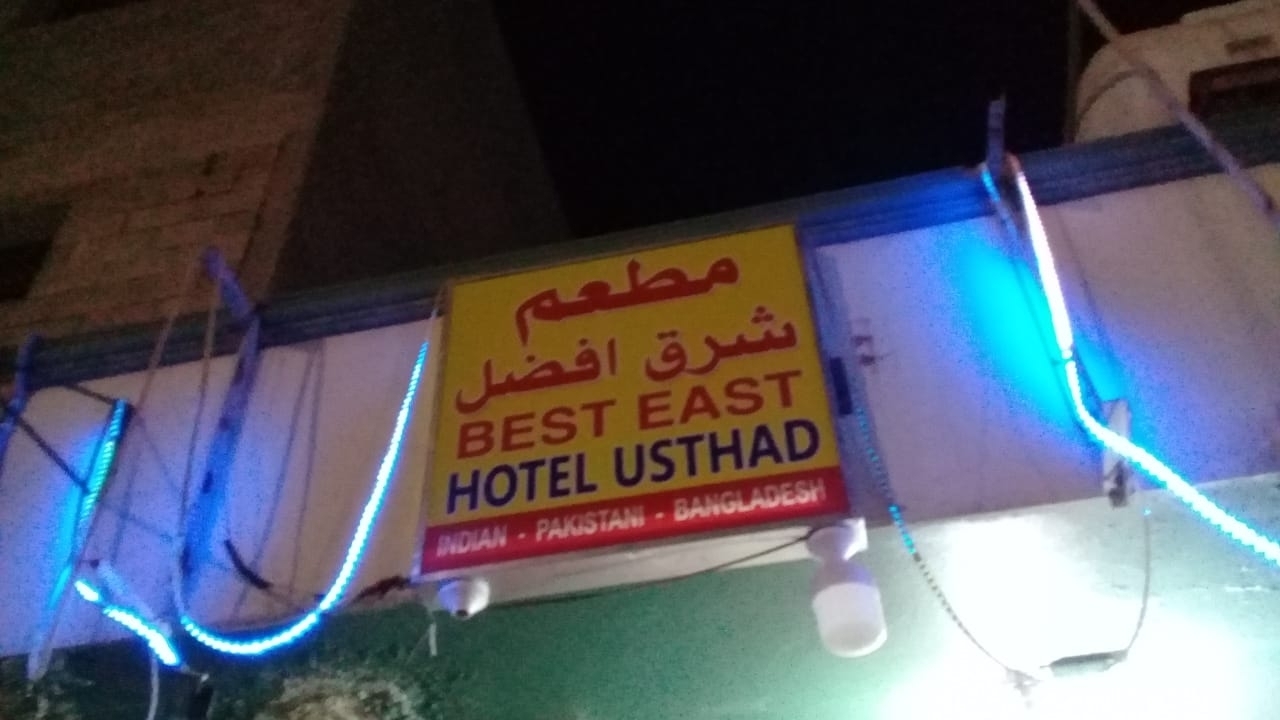 مطعم
شرق افضل
BEST EAST
HOTEL USTHAD
INDIAN - PAKISTANI - BANGLADESH